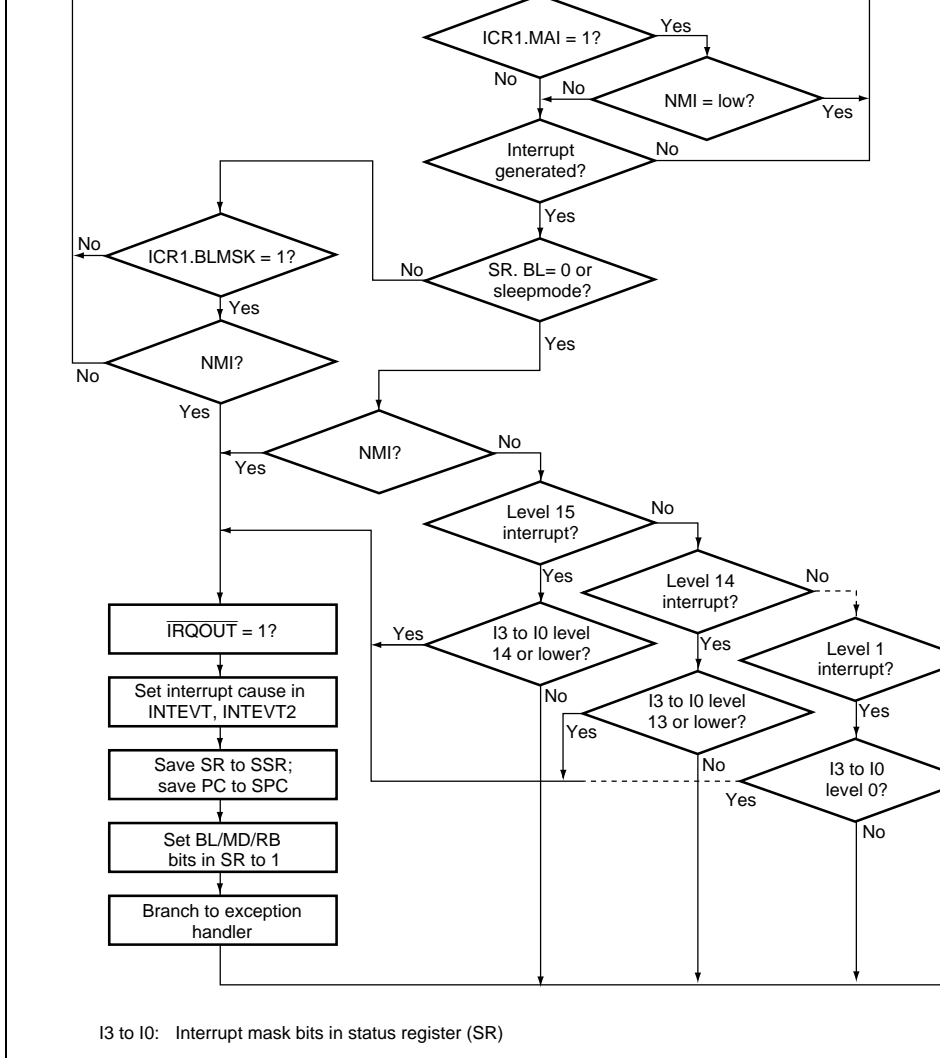 ICR1.MAI = 1?
Yes
No
NMI = low?
No
Yes
Interrupt
generated?
No
Yes
ICR1.BLMSK = 1?
No
Yes
SR. BL= 0 or
sleepmode?
No
Yes
NMI?
No
Yes
NMI?
Yes
No
Level 15
interrupt?
No
Yes
Level 14
interrupt?
No
Yes
Level 1
interrupt?
Yes
IRQOUT = 1?
I3 to I0 level
14 or lower?
Yes
No
I3 to I0 level
13 or lower?
Yes
No
I3 to I0
level 0?
Yes
No
Set interrupt cause in
INTEVT, INTEVT2
Save SR to SSR;
save PC to SPC
Set BL/MD/RB
bits in SR to 1
Branch to exception
handler
I3 to I0: Interrupt mask bits in status register (SR)